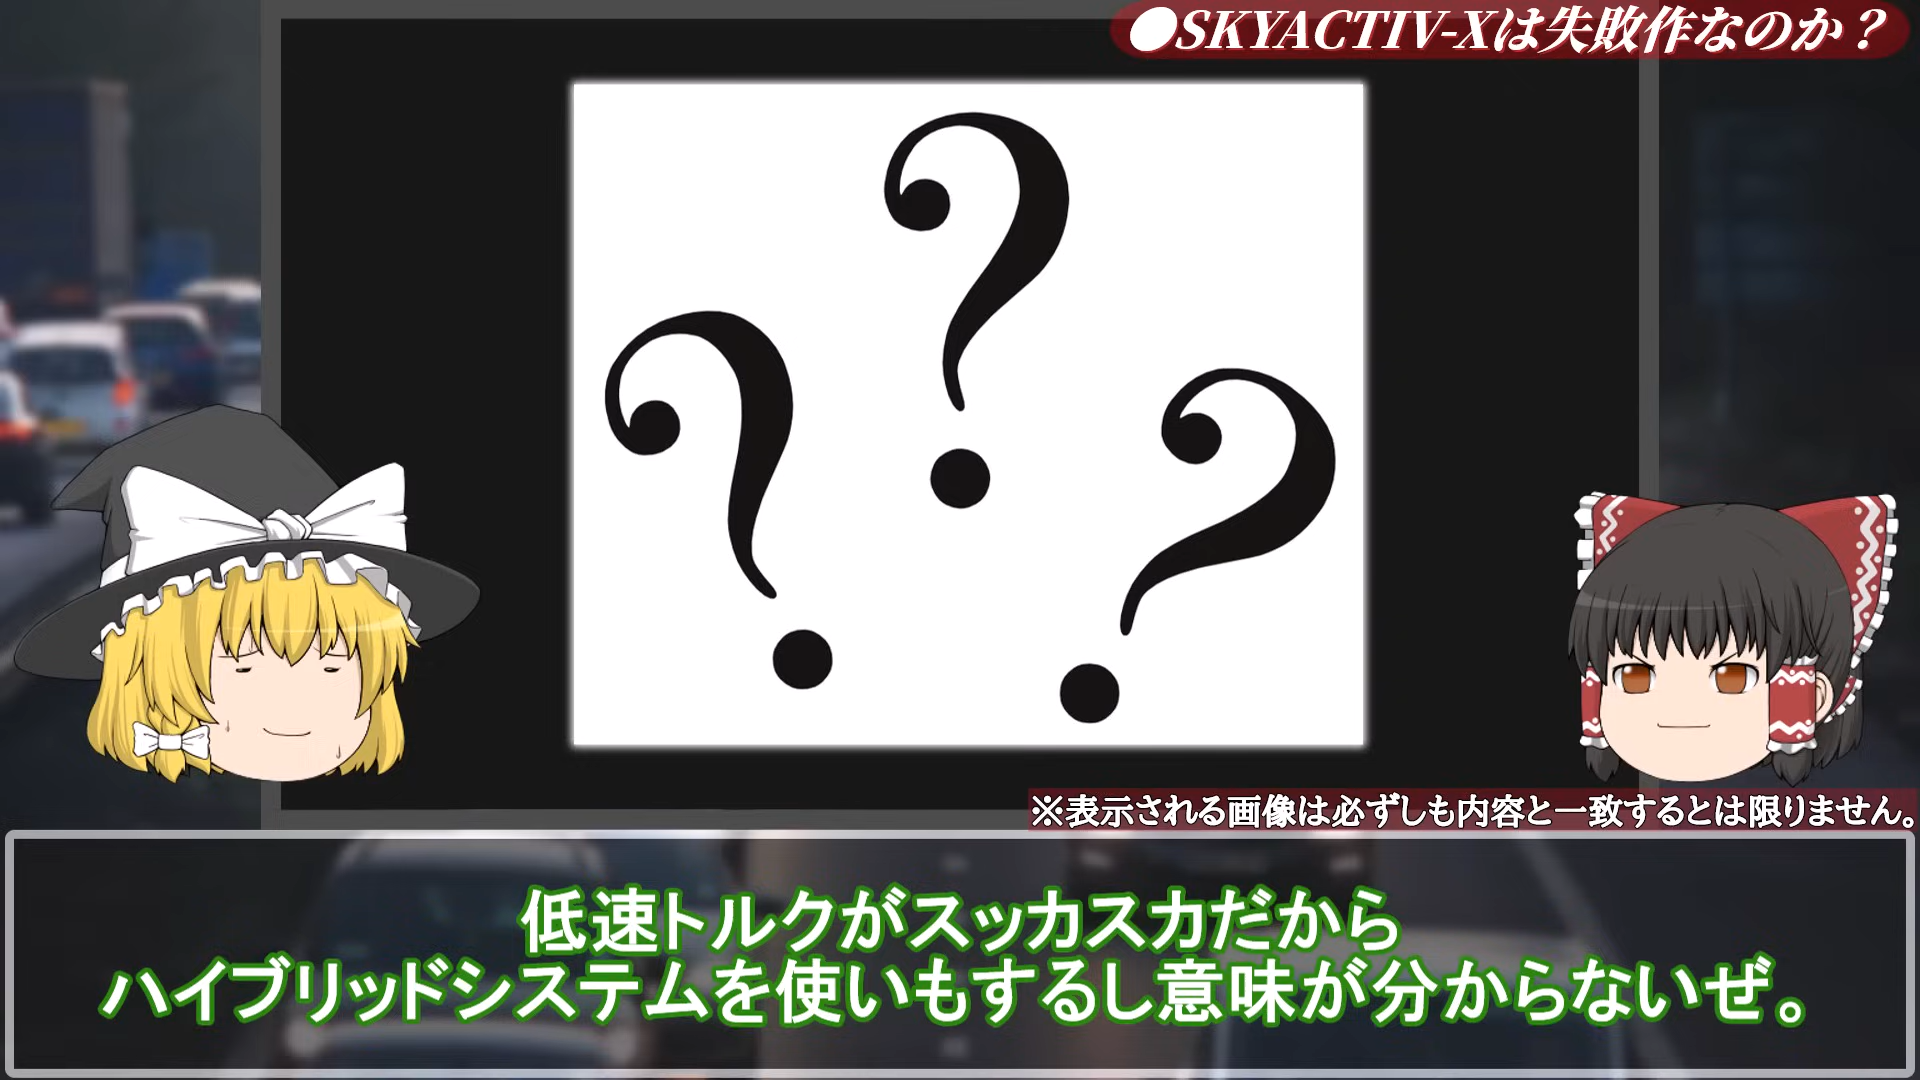 ●SKYACTIV-Xは失敗作なのか？
※表示される画像は必ずしも内容と一致するとは限りません。
低速トルクがスッカスカだから
ハイブリッドシステムを使いもするし意味が分からないぜ。